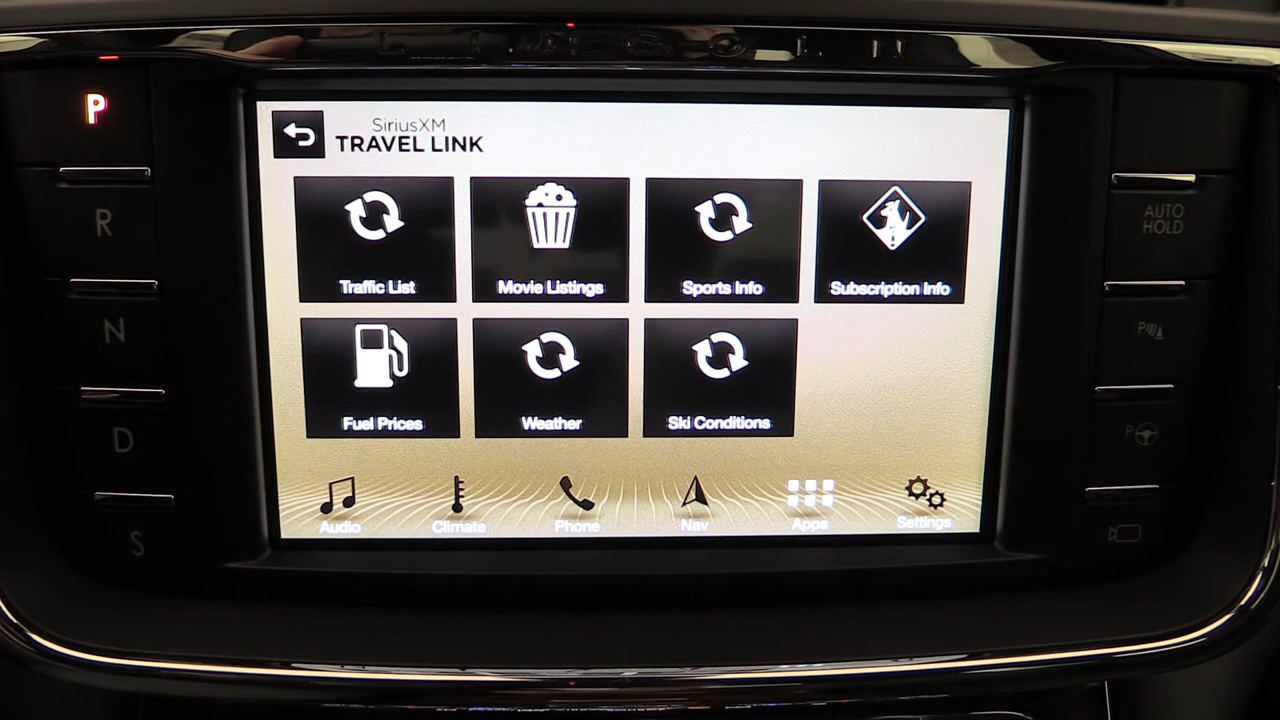 LINCOLN
P
R
N
D
S
SiriusXM
TRAVEL LINK
Traffic List
Movie Listings
Sports Info
Subscription Info
Fuel Prices
Weather
Ski Conditions
Audio
Climate
Phone
Nav
Apps
Settings
AUTO
HOLD
P
P